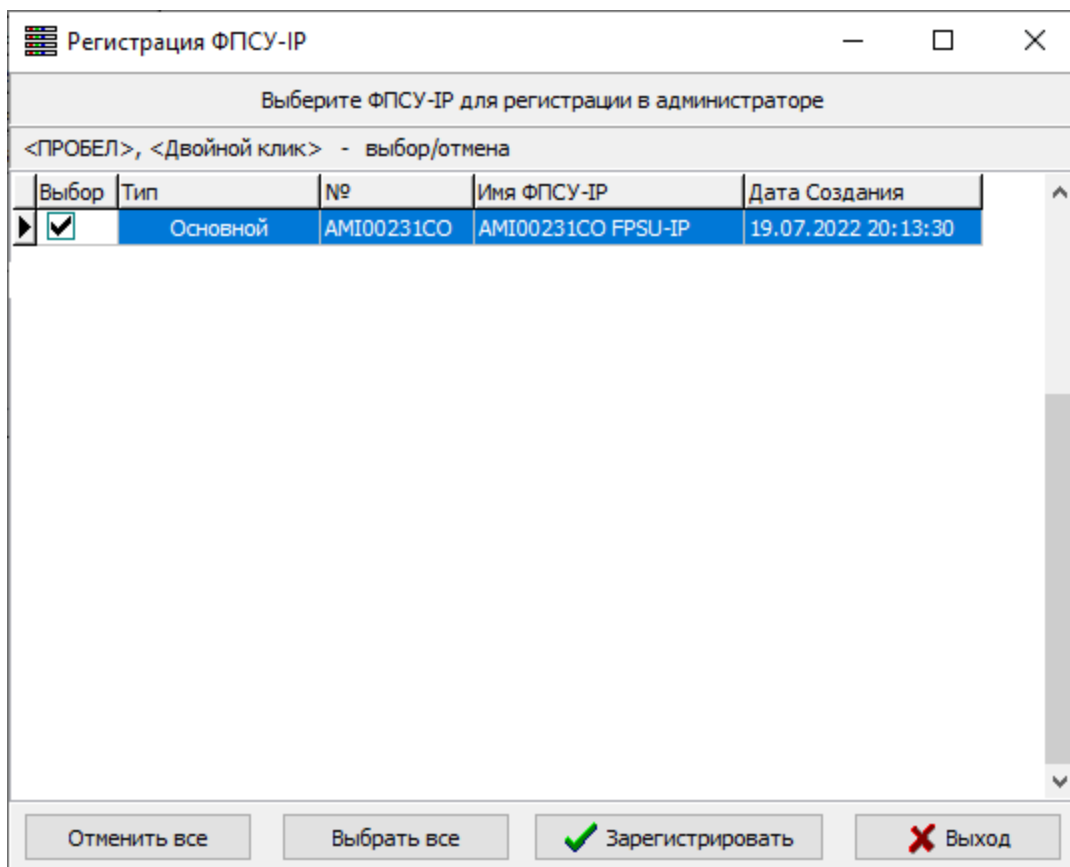 Регистрация ФПСУ-IP
Выберите ФПСУ-IP для регистрации в администраторе
<ПРОБЕЛ>, <Двойной клик> - выбор/отмена
Выбор Тип № Имя ФПСУ-IP Дата Создания
Основной AMI00231CO AMI00231CO FPSU-IP 19.07.2022 20:13:30
Отменить все Выбрать все Зарегистрировать Выход